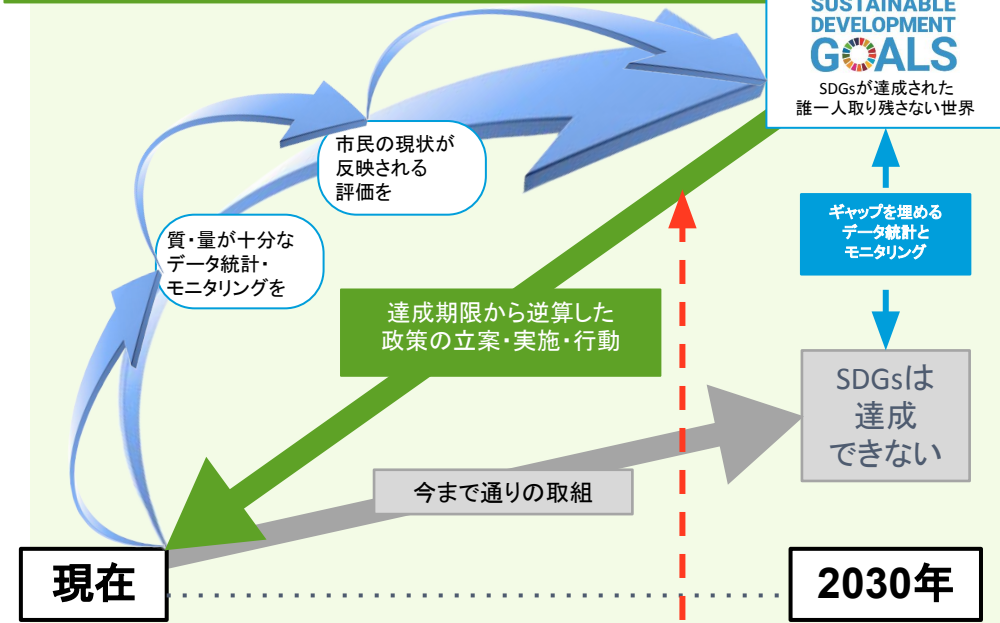 SUSTAINABLE
DEVELOPMENT
GOALS
SDGsが達成された
誰一人取り残さない世界
市民の現状が
反映される
評価を
ギャップを埋める
データ統計と
モニタリング
質・量が十分な
データ統計・
モニタリングを
達成期限から逆算した
政策の立案・実施・行動
SDGsは
達成
できない
今まで通りの取組
現在
2030年